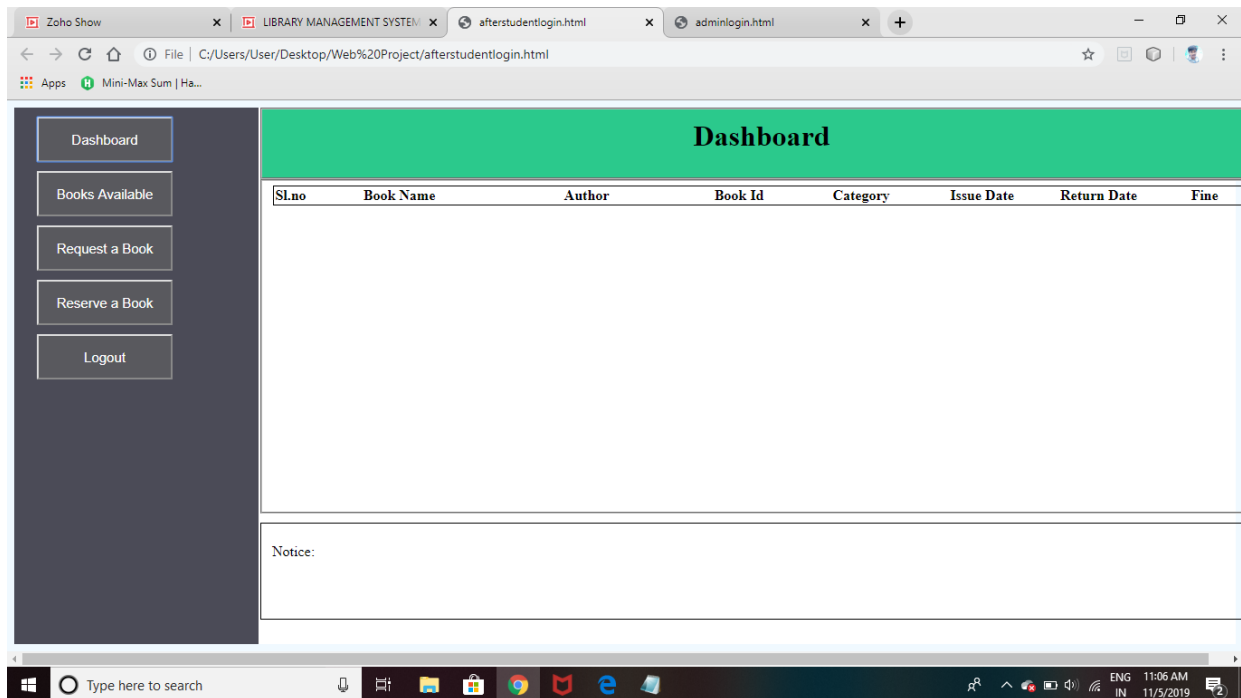 Zoho Show
LIBRARY MANAGEMENT SYSTEM
afterstudentlogin.html
adminlogin.html
File C:/Users/User/Desktop/Web%20Project/afterstudentlogin.html
Apps
Mini-Max Sum | Ha...
Dashboard
Books Available
Request a Book
Reserve a Book
Logout
Dashboard
Sl.no Book Name Author Book Id Category Issue Date Return Date Fine
Notice:
Type here to search
ENG 11:06 AM
IN 11/5/2019
2